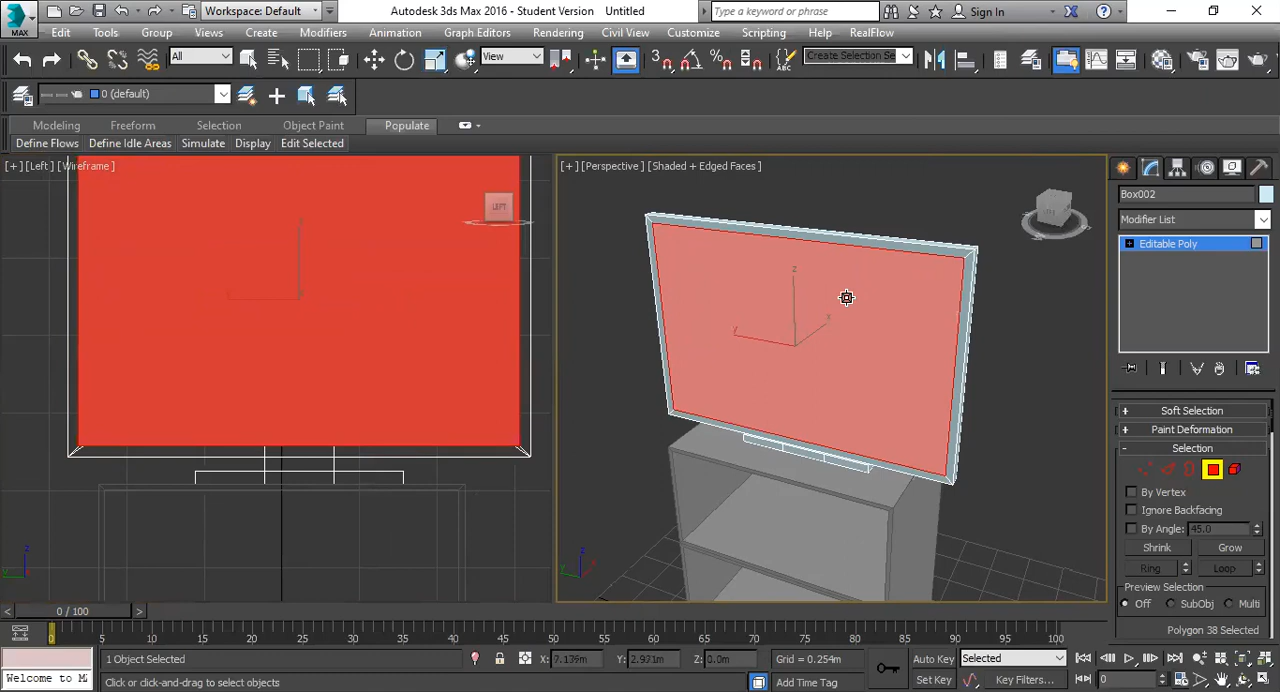 Workspace: Default
Autodesk 3ds Max 2016 - Student Version    Untitled
Type a keyword or phrase
Sign In
MAX
Edit Tools Group Views Create Modifiers Animation Graph Editors Rendering Civil View Customize Scripting Help RealFlow
All
View
Create Selection Se
0 (default)
Modeling Freeform Selection Object Paint Populate
Define Flows Define Idle Areas Simulate Display Edit Selected
[+] [Left] [Wireframe]
[+] [Perspective] [Shaded + Edged Faces]
LEFT
Box002
Modifier List
Editable Poly
z
y
x
Soft Selection
Paint Deformation
Selection
By Vertex
Ignore Backfacing
By Angle: 45.0
Shrink Grow
Ring Loop
Preview Selection
Off SubObj Multi
Polygon 38 Selected
0 / 100
0 5 10 15 20 25 30 35 40 45 50 55 60 65 70 75 80 85 90 95 100
1 Object Selected
X: 7.179m Y: 2.971m Z: 0.0m
Grid = 0.254m
Auto Key Selected
Welcome to M
Click or click-and-drag to select objects
Add Time Tag
Set Key Key Filters...
0